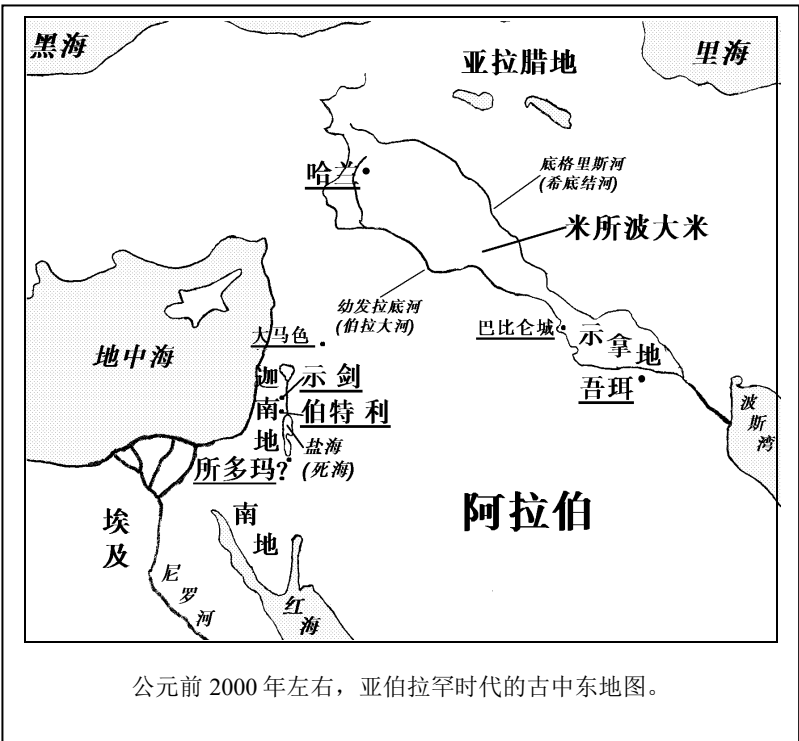 黑海
亚拉腊地
里海
哈兰
底格里斯河
(希底结河)
米所波大米
幼发拉底河
(伯拉大河)
大马色
巴比仑城
示拿地
地中海
迦南地
示剑
吾珥
伯特利
波斯湾
盐海
(死海)
所多玛?
阿拉伯
南地
埃及
尼罗河
红海
公元前 2000 年左右，亚伯拉罕时代的古中东地图。